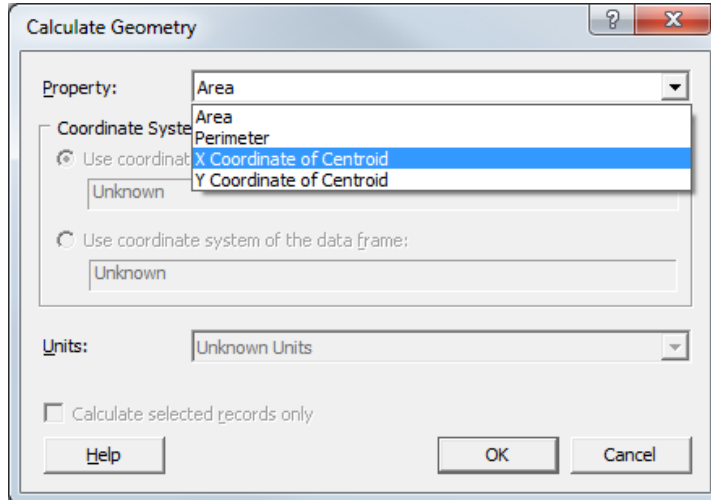 Calculate Geometry
Property: Area
Area
Perimeter
X Coordinate of Centroid
Y Coordinate of Centroid
Coordinate Syste
Use coordinat
Unknown
Use coordinate system of the data frame:
Unknown
Units: Unknown Units
Calculate selected records only
Help OK Cancel